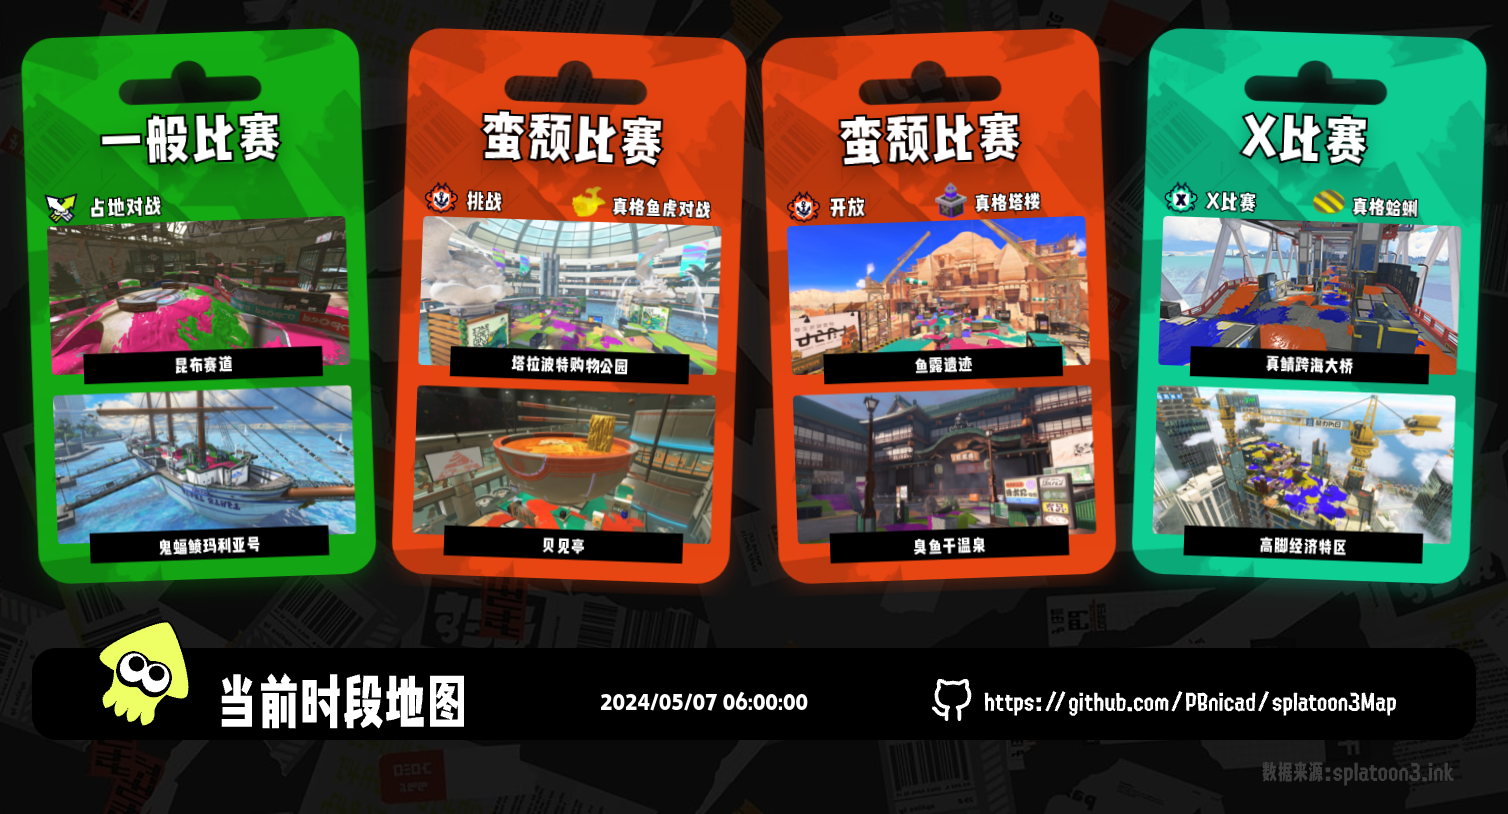 一般比赛
占地对战
昆布赛道
鬼蝠鲼玛利亚号
蛮颓比赛
挑战
真格鱼虎对战
塔拉波特购物公园
贝见亭
蛮颓比赛
开放
真格塔楼
鱼露遗迹
臭鱼干温泉
X比赛
X比赛
真格蛤蜊
真鲭跨海大桥
高脚经济特区
当前时段地图
2024/05/07 06:00:00
https://github.com/PBnicad/splatoon3Map
数据来源:splatoon3.ink